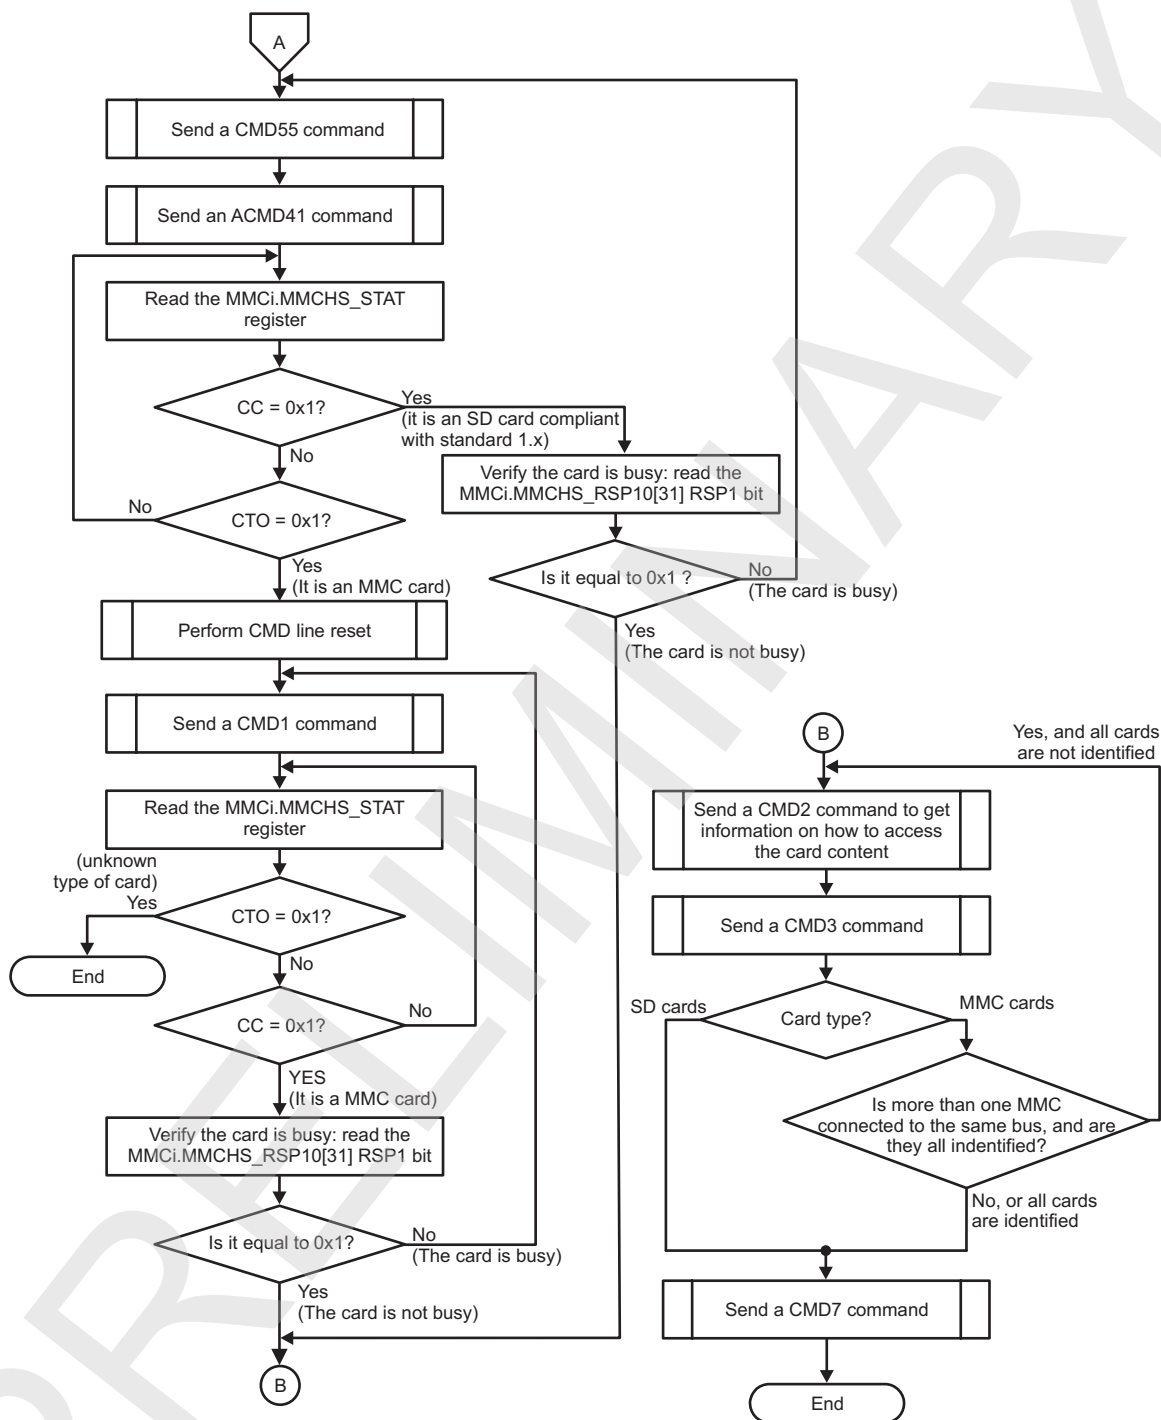 A
Send a CMD55 command
Send an ACMD41 command
Read the MMCi.MMCHS_STAT
register
CC = 0x1?
Yes
(it is an SD card compliant
with standard 1.x)
No
Verify the card is busy: read the
MMCi.MMCHS_RSP10[31] RSP1 bit
No
CTO = 0x1?
Yes
(It is an MMC card)
Is it equal to 0x1 ?
No
(The card is busy)
Yes
(The card is not busy)
Perform CMD line reset
Send a CMD1 command
Read the MMCi.MMCHS_STAT
register
(unknown
type of card)
Yes
CTO = 0x1?
End
No
CC = 0x1?
No
YES
(It is a MMC card)
Verify the card is busy: read the
MMCi.MMCHS_RSP10[31] RSP1 bit
Is it equal to 0x1?
No
(The card is busy)
Yes
(The card is not busy)
B
B
Yes, and all cards
are not identified
Send a CMD2 command to get
information on how to access
the card content
Send a CMD3 command
SD cards
Card type?
MMC cards
Is more than one MMC
connected to the same bus, and are
they all indentified?
No, or all cards
are identified
Send a CMD7 command
End
PRELIMINARY